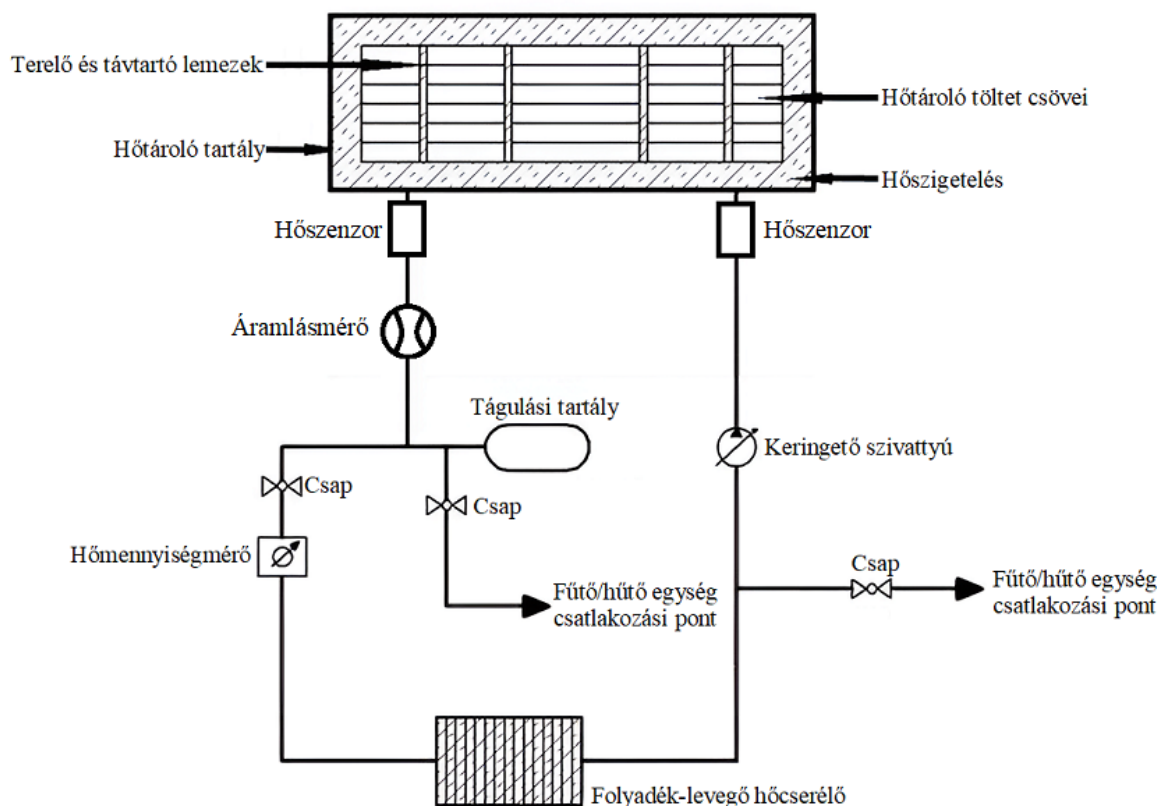 Terelő és távtartó lemezek
Hőtároló töltet csövei
Hőtároló tartály
Hőszigetelés
Hőszenzor
Hőszenzor
Áramlásmérő
Tágulási tartály
Keringető szivattyú
Csap
Csap
Hőmennyiségmérő
Csap
Fűtő/hűtő egység
csatlakozási pont
Fűtő/hűtő egység
csatlakozási pont
Folyadék-levegő hőcserélő